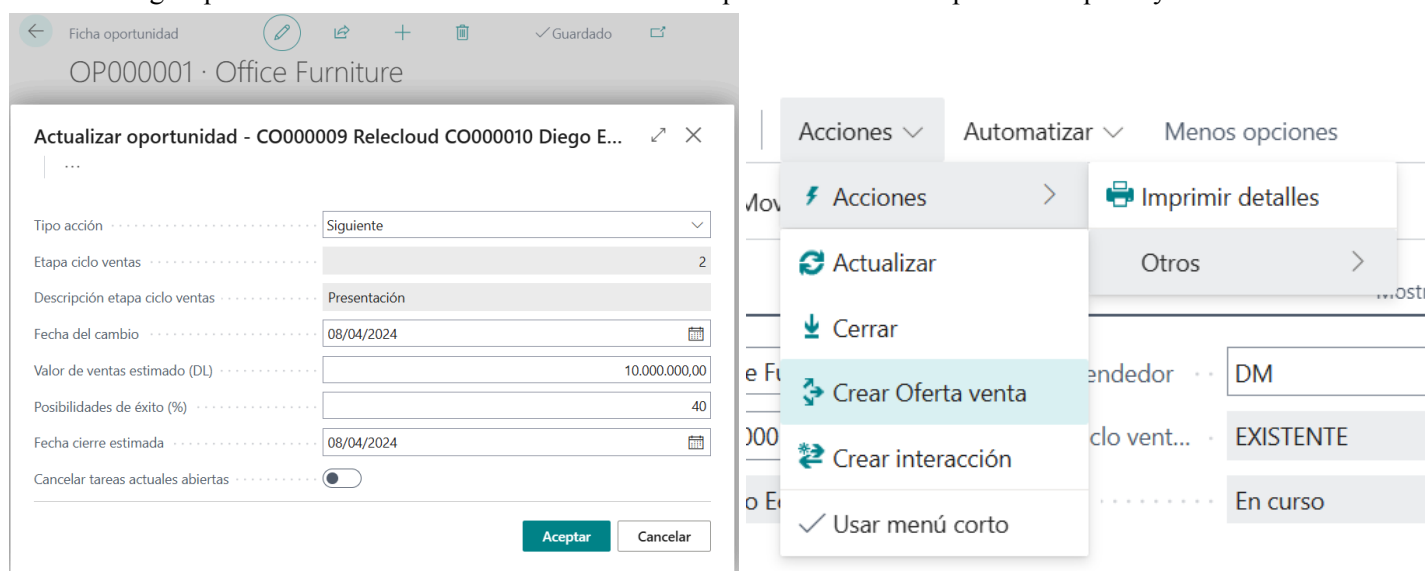 Ficha oportunidad
Guardado
OP000001 · Office Furniture
Actualizar oportunidad - CO000009 Relecloud CO000010 Diego E...
...
Tipo acción Siguiente
Etapa ciclo ventas 2
Descripción etapa ciclo ventas Presentación
Fecha del cambio 08/04/2024
Valor de ventas estimado (DL) 10.000.000,00
Posibilidades de éxito (%) 40
Fecha cierre estimada 08/04/2024
Cancelar tareas actuales abiertas
Aceptar Cancelar
Acciones Automatizar Menos opciones
Acciones Imprimir detalles
Actualizar Otros
Cerrar
Crear Oferta venta endedor DM
Crear interacción clo vent... EXISTENTE
En curso
Usar menú corto